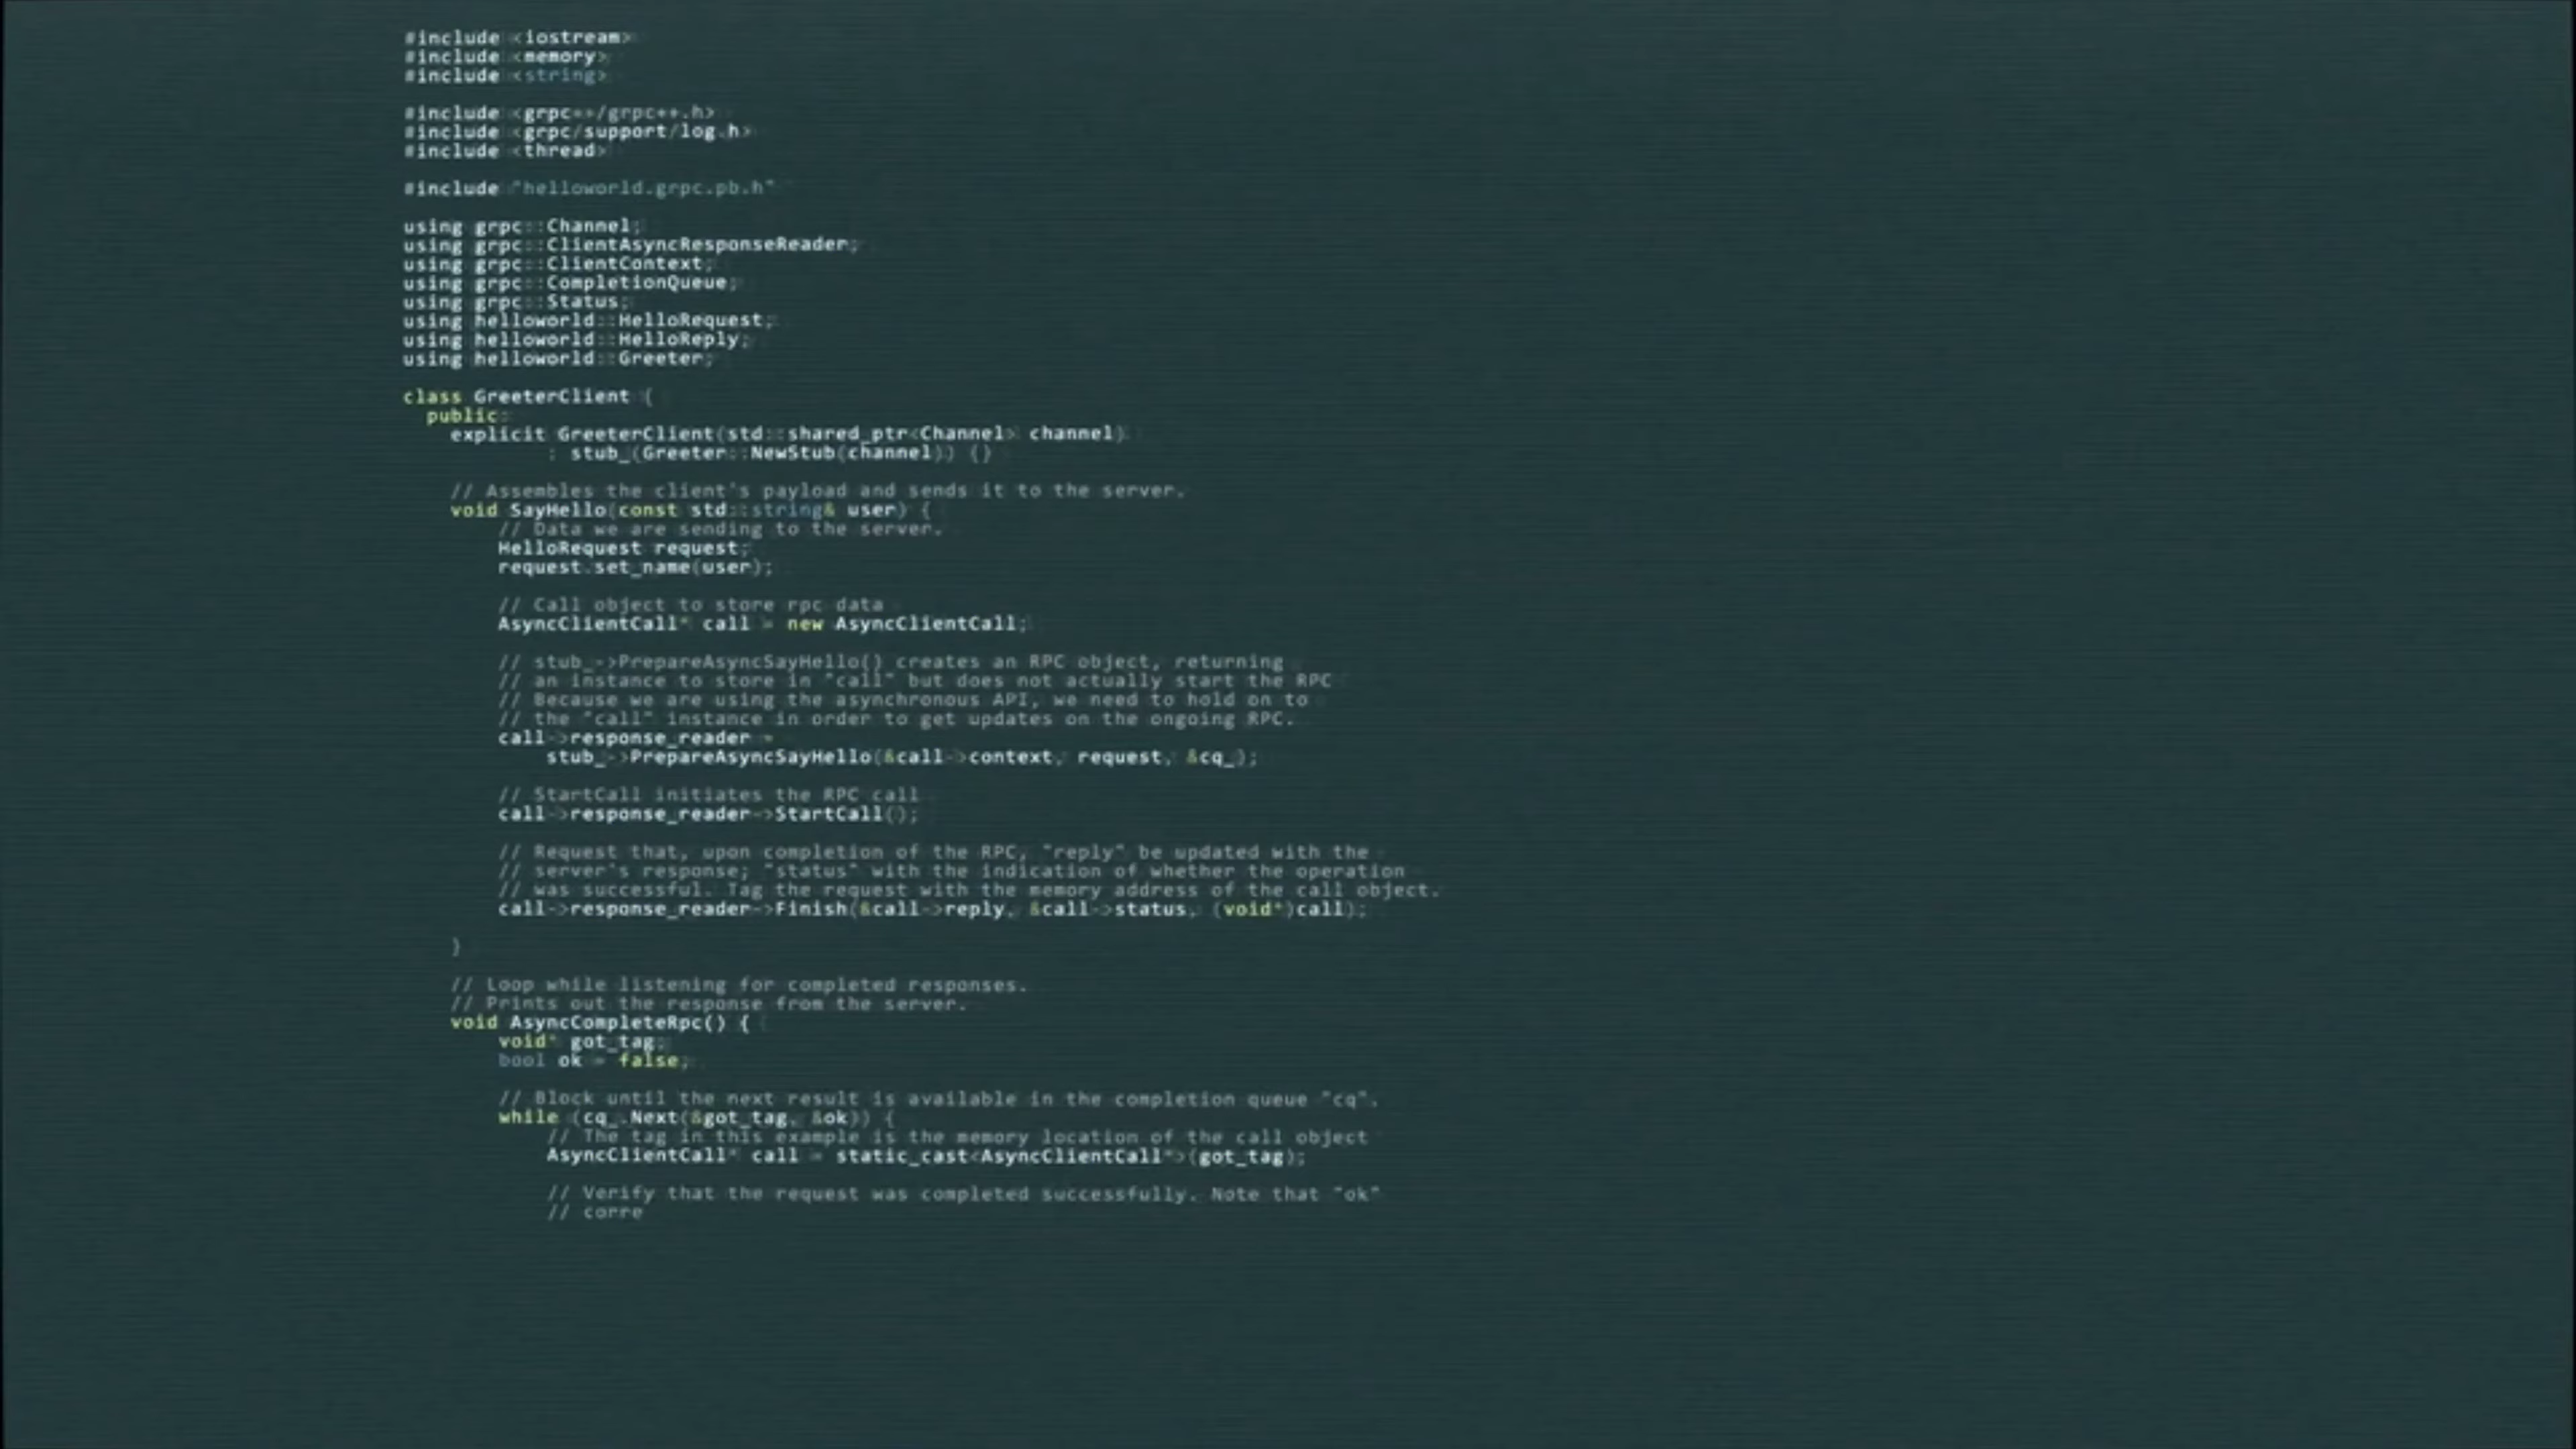 #include <iostream>
#include <memory>
#include <string>
#include <grpc++/grpc++.h>
#include <grpc/support/log.h>
#include <thread>
#include "helloworld.grpc.pb.h"
using grpc::Channel;
using grpc::ClientAsyncResponseReader;
using grpc::ClientContext;
using grpc::CompletionQueue;
using grpc::Status;
using helloworld::HelloRequest;
using helloworld::HelloReply;
using helloworld::Greeter;
class GreeterClient {
public:
explicit GreeterClient(std::shared_ptr<Channel> channel)
: stub_(Greeter::NewStub(channel)) {}
// Assembles the client's payload and sends it to the server.
void SayHello(const std::string& user) {
// Data we are sending to the server.
HelloRequest request;
request.set_name(user);
// Call object to store rpc data
AsyncClientCall* call = new AsyncClientCall;
// stub_->PrepareAsyncSayHello() creates an RPC object, returning
// an instance to store in "call" but does not actually start the RPC
// Because we are using the asynchronous API, we need to hold on to
// the "call" instance in order to get updates on the ongoing RPC.
call->response_reader =
stub_->PrepareAsyncSayHello(&call->context, request, &cq_);
// StartCall initiates the RPC call
call->response_reader->StartCall();
// Request that, upon completion of the RPC, "reply" be updated with the
// server's response; "status" with the indication of whether the operation
// was successful. Tag the request with the memory address of the call object.
call->response_reader->Finish(&call->reply, &call->status, (void*)call);
}
// Loop while listening for completed responses.
// Prints out the response from the server.
void AsyncCompleteRpc() {
void* got_tag;
bool ok = false;
// Block until the next result is available in the completion queue "cq".
while (cq_.Next(&got_tag, &ok)) {
// The tag in this example is the memory location of the call object
AsyncClientCall* call = static_cast<AsyncClientCall*>(got_tag);
// Verify that the request was completed successfully. Note that "ok"
// corre